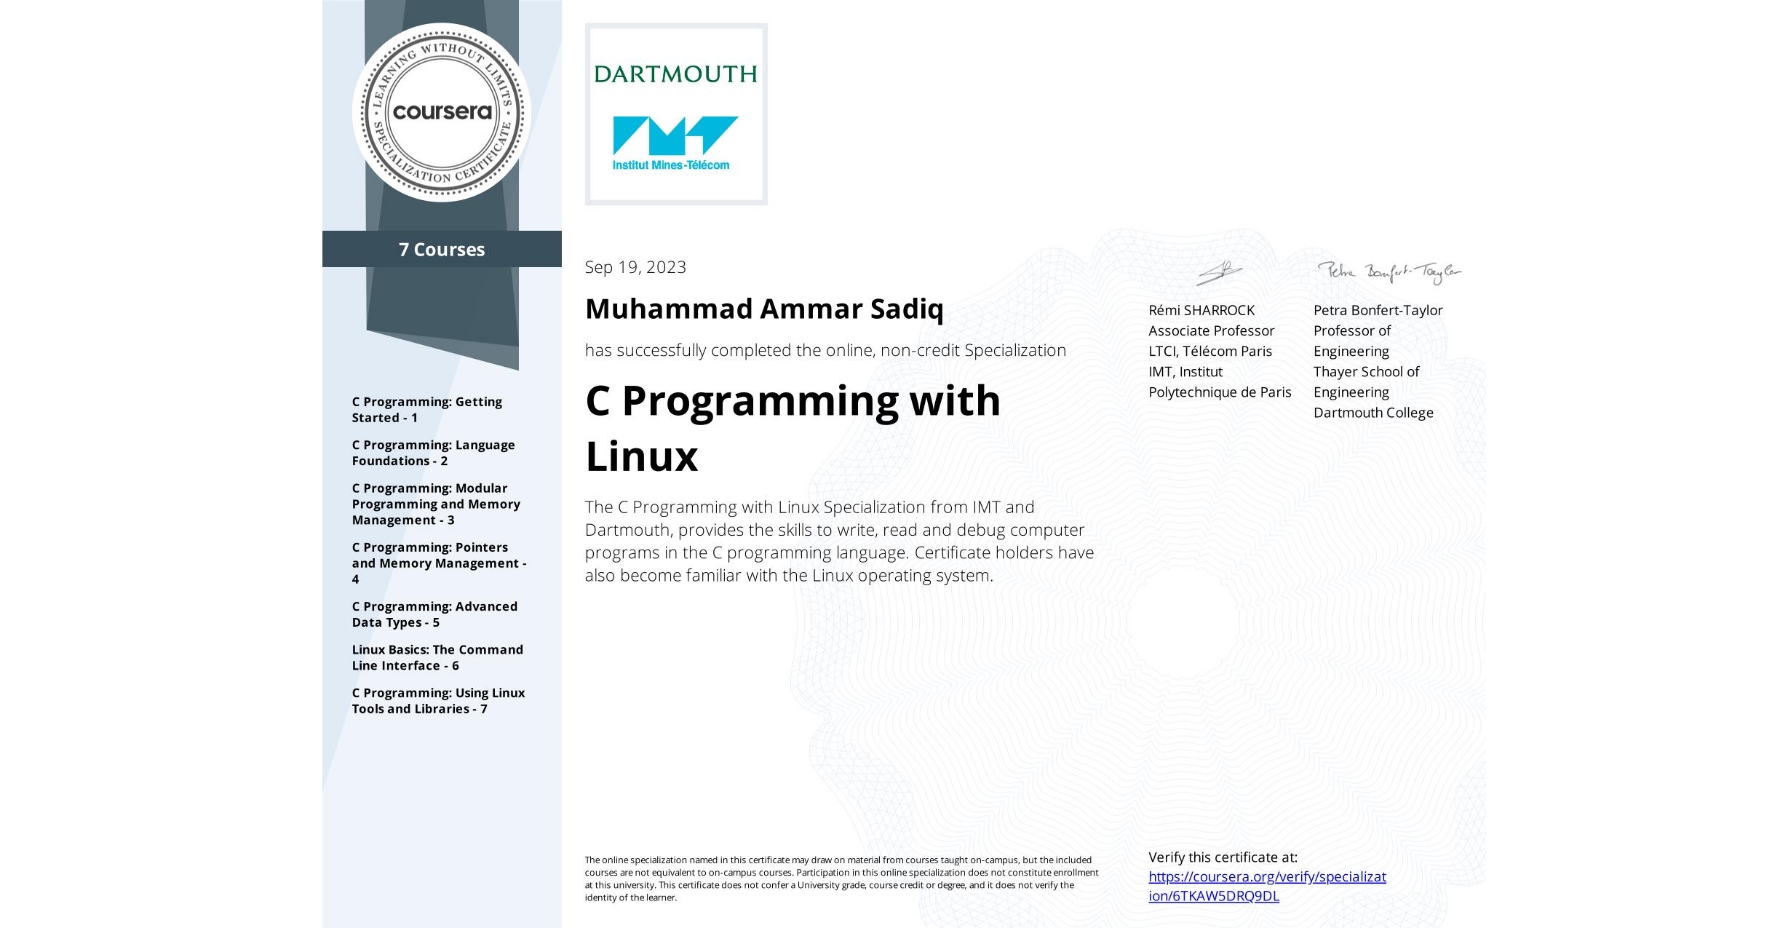 LEARNING WITHOUT LIMITS
coursera
SPECIALIZATION CERTIFICATE
7 Courses
C Programming: Getting
Started - 1
C Programming: Language
Foundations - 2
C Programming: Modular
Programming and Memory
Management - 3
C Programming: Pointers
and Memory Management -
4
C Programming: Advanced
Data Types - 5
Linux Basics: The Command
Line Interface - 6
C Programming: Using Linux
Tools and Libraries - 7
DARTMOUTH
IMT
Institut Mines-Télécom
Sep 19, 2023
Muhammad Ammar Sadiq
has successfully completed the online, non-credit Specialization
C Programming with
Linux
The C Programming with Linux Specialization from IMT and
Dartmouth, provides the skills to write, read and debug computer
programs in the C programming language. Certificate holders have
also become familiar with the Linux operating system.
Rémi SHARROCK
Associate Professor
LTCI, Télécom Paris
IMT, Institut
Polytechnique de Paris
Petra Bonfert-Taylor
Petra Bonfert-Taylor
Professor of
Engineering
Thayer School of
Engineering
Dartmouth College
The online specialization named in this certificate may draw on material from courses taught on-campus, but the included
courses are not equivalent to on-campus courses. Participation in this online specialization does not constitute enrollment
at this university. This certificate does not confer a University grade, course credit or degree, and it does not verify the
identity of the learner.
Verify this certificate at:
https://coursera.org/verify/specializat
ion/6TKAW5DRQ9DL